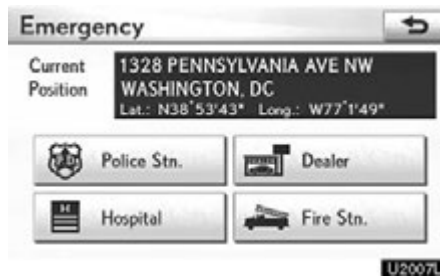 Emergency
Current Position
1328 PENNSYLVANIA AVE NW
WASHINGTON, DC
Lat.: N38°53'43" Long.: W77°1'49"
Police Stn.
Dealer
H
Hospital
Fire Stn.
U2007L